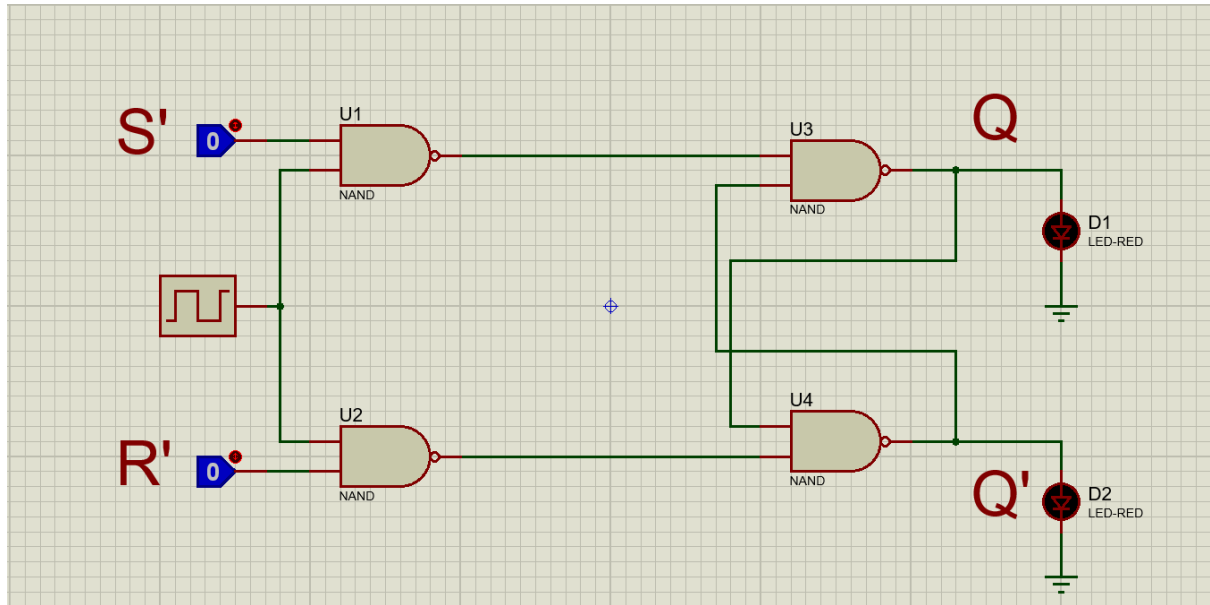 S'
0
U1
NAND
U3
NAND
Q
D1
LED-RED
R'
0
U2
NAND
U4
NAND
Q'
D2
LED-RED